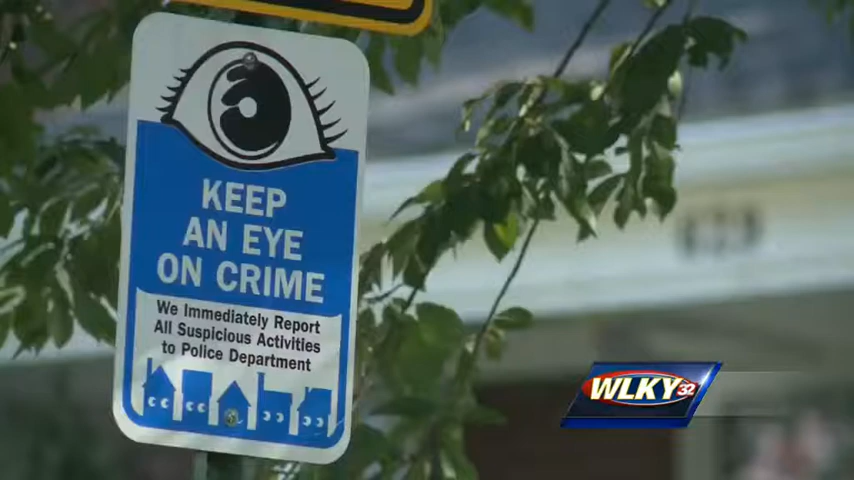 KEEP
AN EYE
ON CRIME
We Immediately Report
All Suspicious Activities
to Police Department
WLKY 32